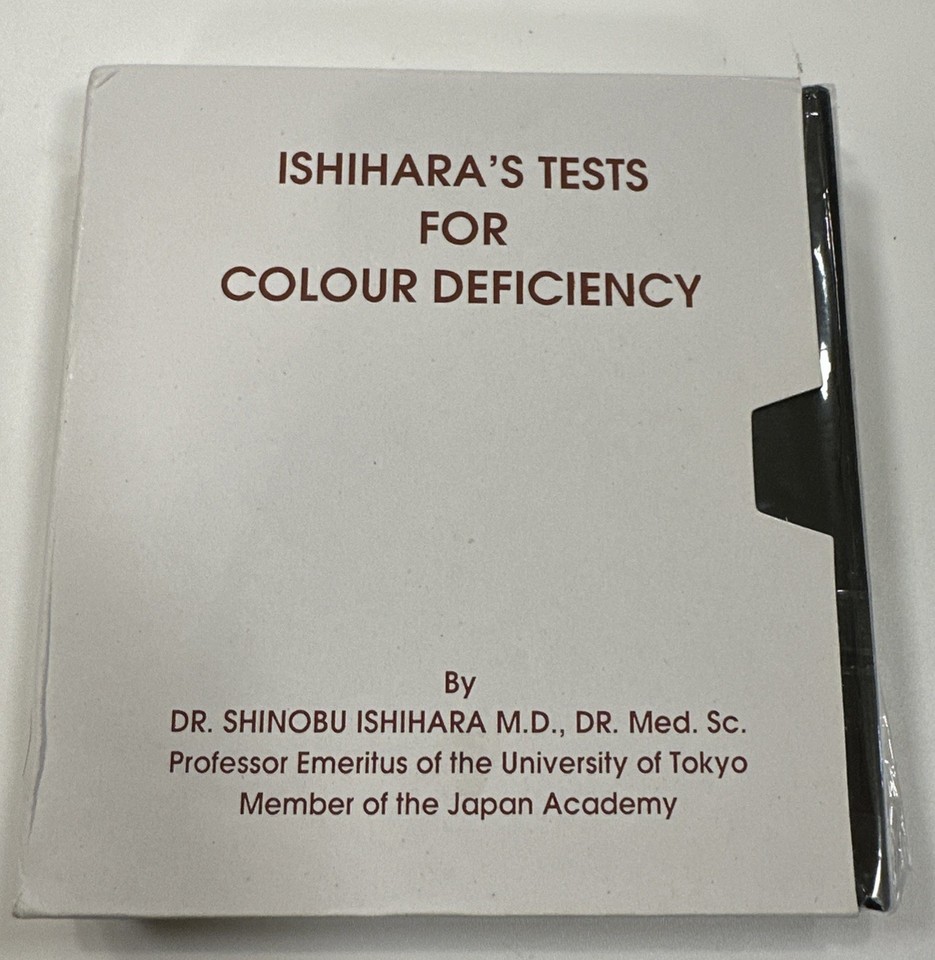 ISHIHARA'S TESTS
FOR
COLOUR DEFICIENCY
By
DR. SHINOBU ISHIHARA M.D., DR. Med. Sc.
Professor Emeritus of the University of Tokyo
Member of the Japan Academy